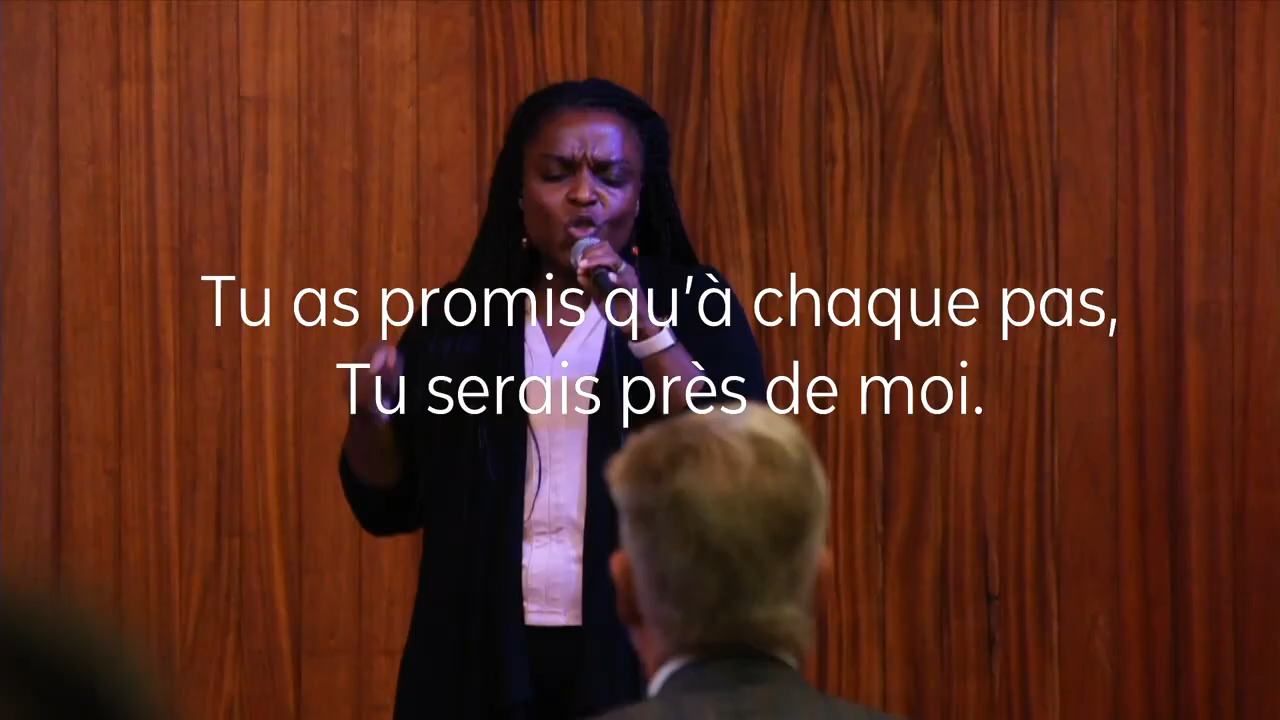 Tu as promis qu’à chaque pas,
Tu serais près de moi.